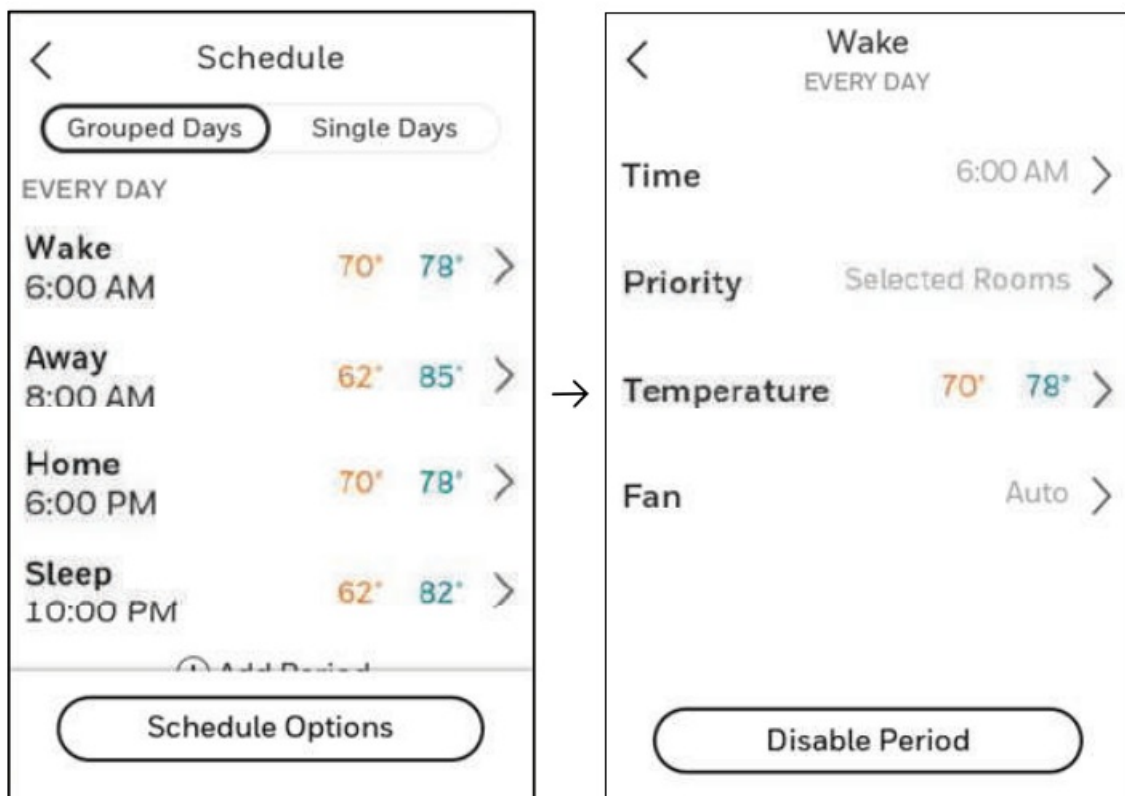 Schedule
Grouped Days Single Days
EVERY DAY
Wake
6:00 AM
70° 78°
Away
8:00 AM
62° 85°
Home
6:00 PM
70° 78°
Sleep
10:00 PM
62° 82°
Add Period
Schedule Options
Wake
EVERY DAY
Time 6:00 AM
Priority Selected Rooms
Temperature 70° 78°
Fan Auto
Disable Period